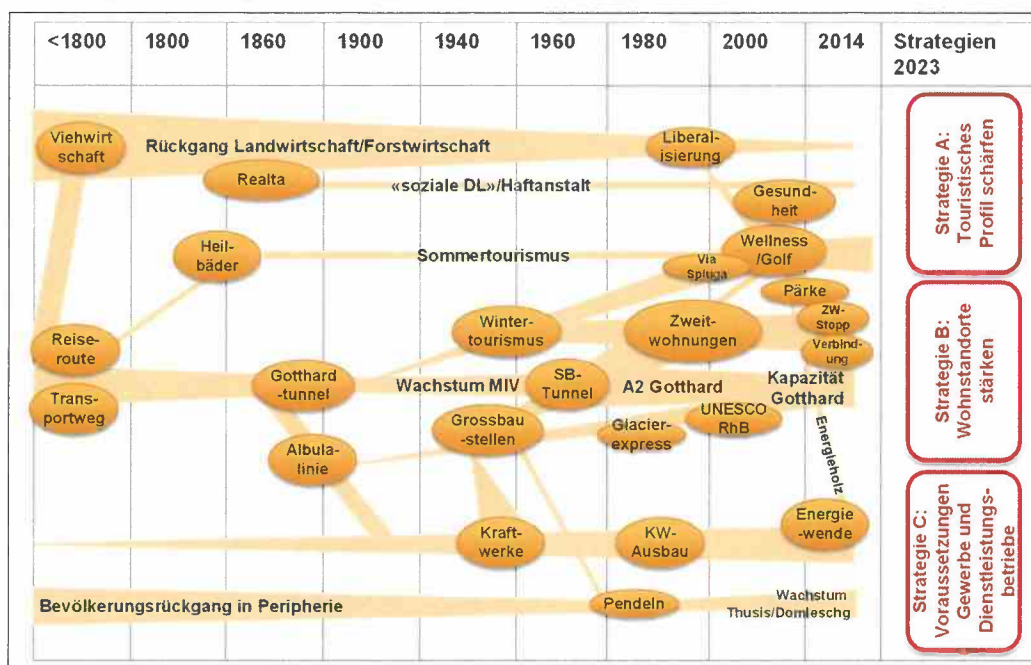 <1800
1800
1860
1900
1940
1960
1980
2000
2014
Strategien
2023
Viehwirt
schaft
Rückgang Landwirtschaft/Forstwirtschaft
Liberal-
isierung
Realta
«soziale DL»/Haftanstalt
Gesund-
heit
Heil-
bäder
Sommertourismus
Wellness
/Golf
Via
Spluga
Pärke
Reise-
route
Winter-
tourismus
Zweit-
wohnungen
ZW-
Stopp
Verbind-
ung
Trans-
portweg
Gotthard
-tunnel
Wachstum MIV
SB-
Tunnel
A2 Gotthard
Kapazität
Gotthard
Grossbau
-stellen
Glacier-
express
UNESCO
RhB
Albula-
linie
Energieholz
Kraft-
werke
KW-
Ausbau
Energie
-wende
Bevölkerungsrückgang in Peripherie
Pendeln
Wachstum
Thusis/Domleschg
Strategie A:
Touristisches
Profil schärfen
Strategie B:
Wohnstandorte
stärken
Strategie C:
Voraussetzungen
Gewerbe und
Dienstleistungs-
betriebe